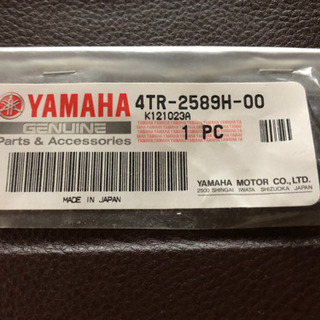 YAMAHA 4TR-2589H-00
K121023A
GENUINE
Parts & Accessories
1 PC
MADE IN JAPAN
YAMAHA MOTOR CO., LTD.
2500 SHINGAI IWATA SHIZUOKA JAPAN